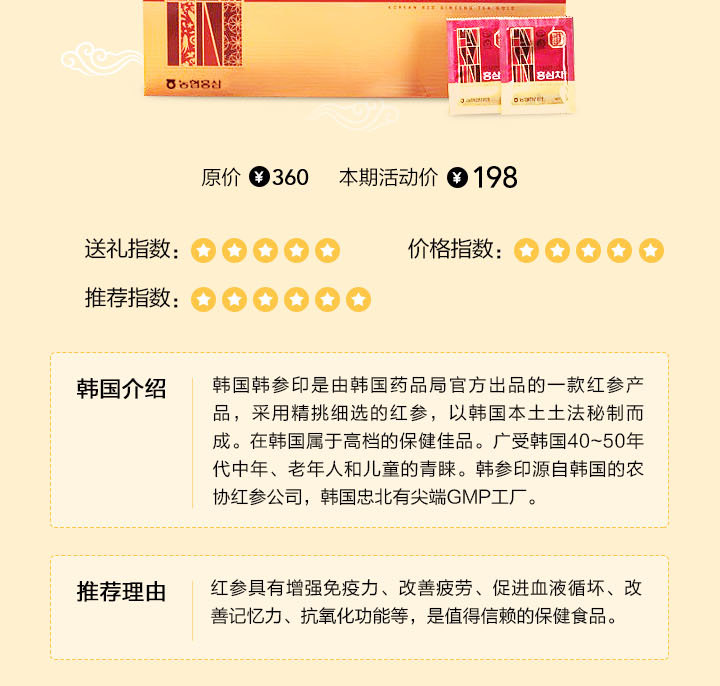 KOREAN RED GINSENG TEA GOLD
농협홍삼
홍삼차
홍삼차
농협홍삼
原价 ¥360 本期活动价 ¥198
送礼指数： 价格指数：
推荐指数：
韩国介绍
韩国韩参印是由韩国药品局官方出品的一款红参产
品，采用精挑细选的红参，以韩国本土土法秘制而
成。在韩国属于高档的保健佳品。广受韩国40~50年
代中年、老年人和儿童的青睐。韩参印源自韩国的农
协红参公司，韩国忠北有尖端GMP工厂。
推荐理由
红参具有增强免疫力、改善疲劳、促进血液循环、改
善记忆力、抗氧化功能等，是值得信赖的保健食品。